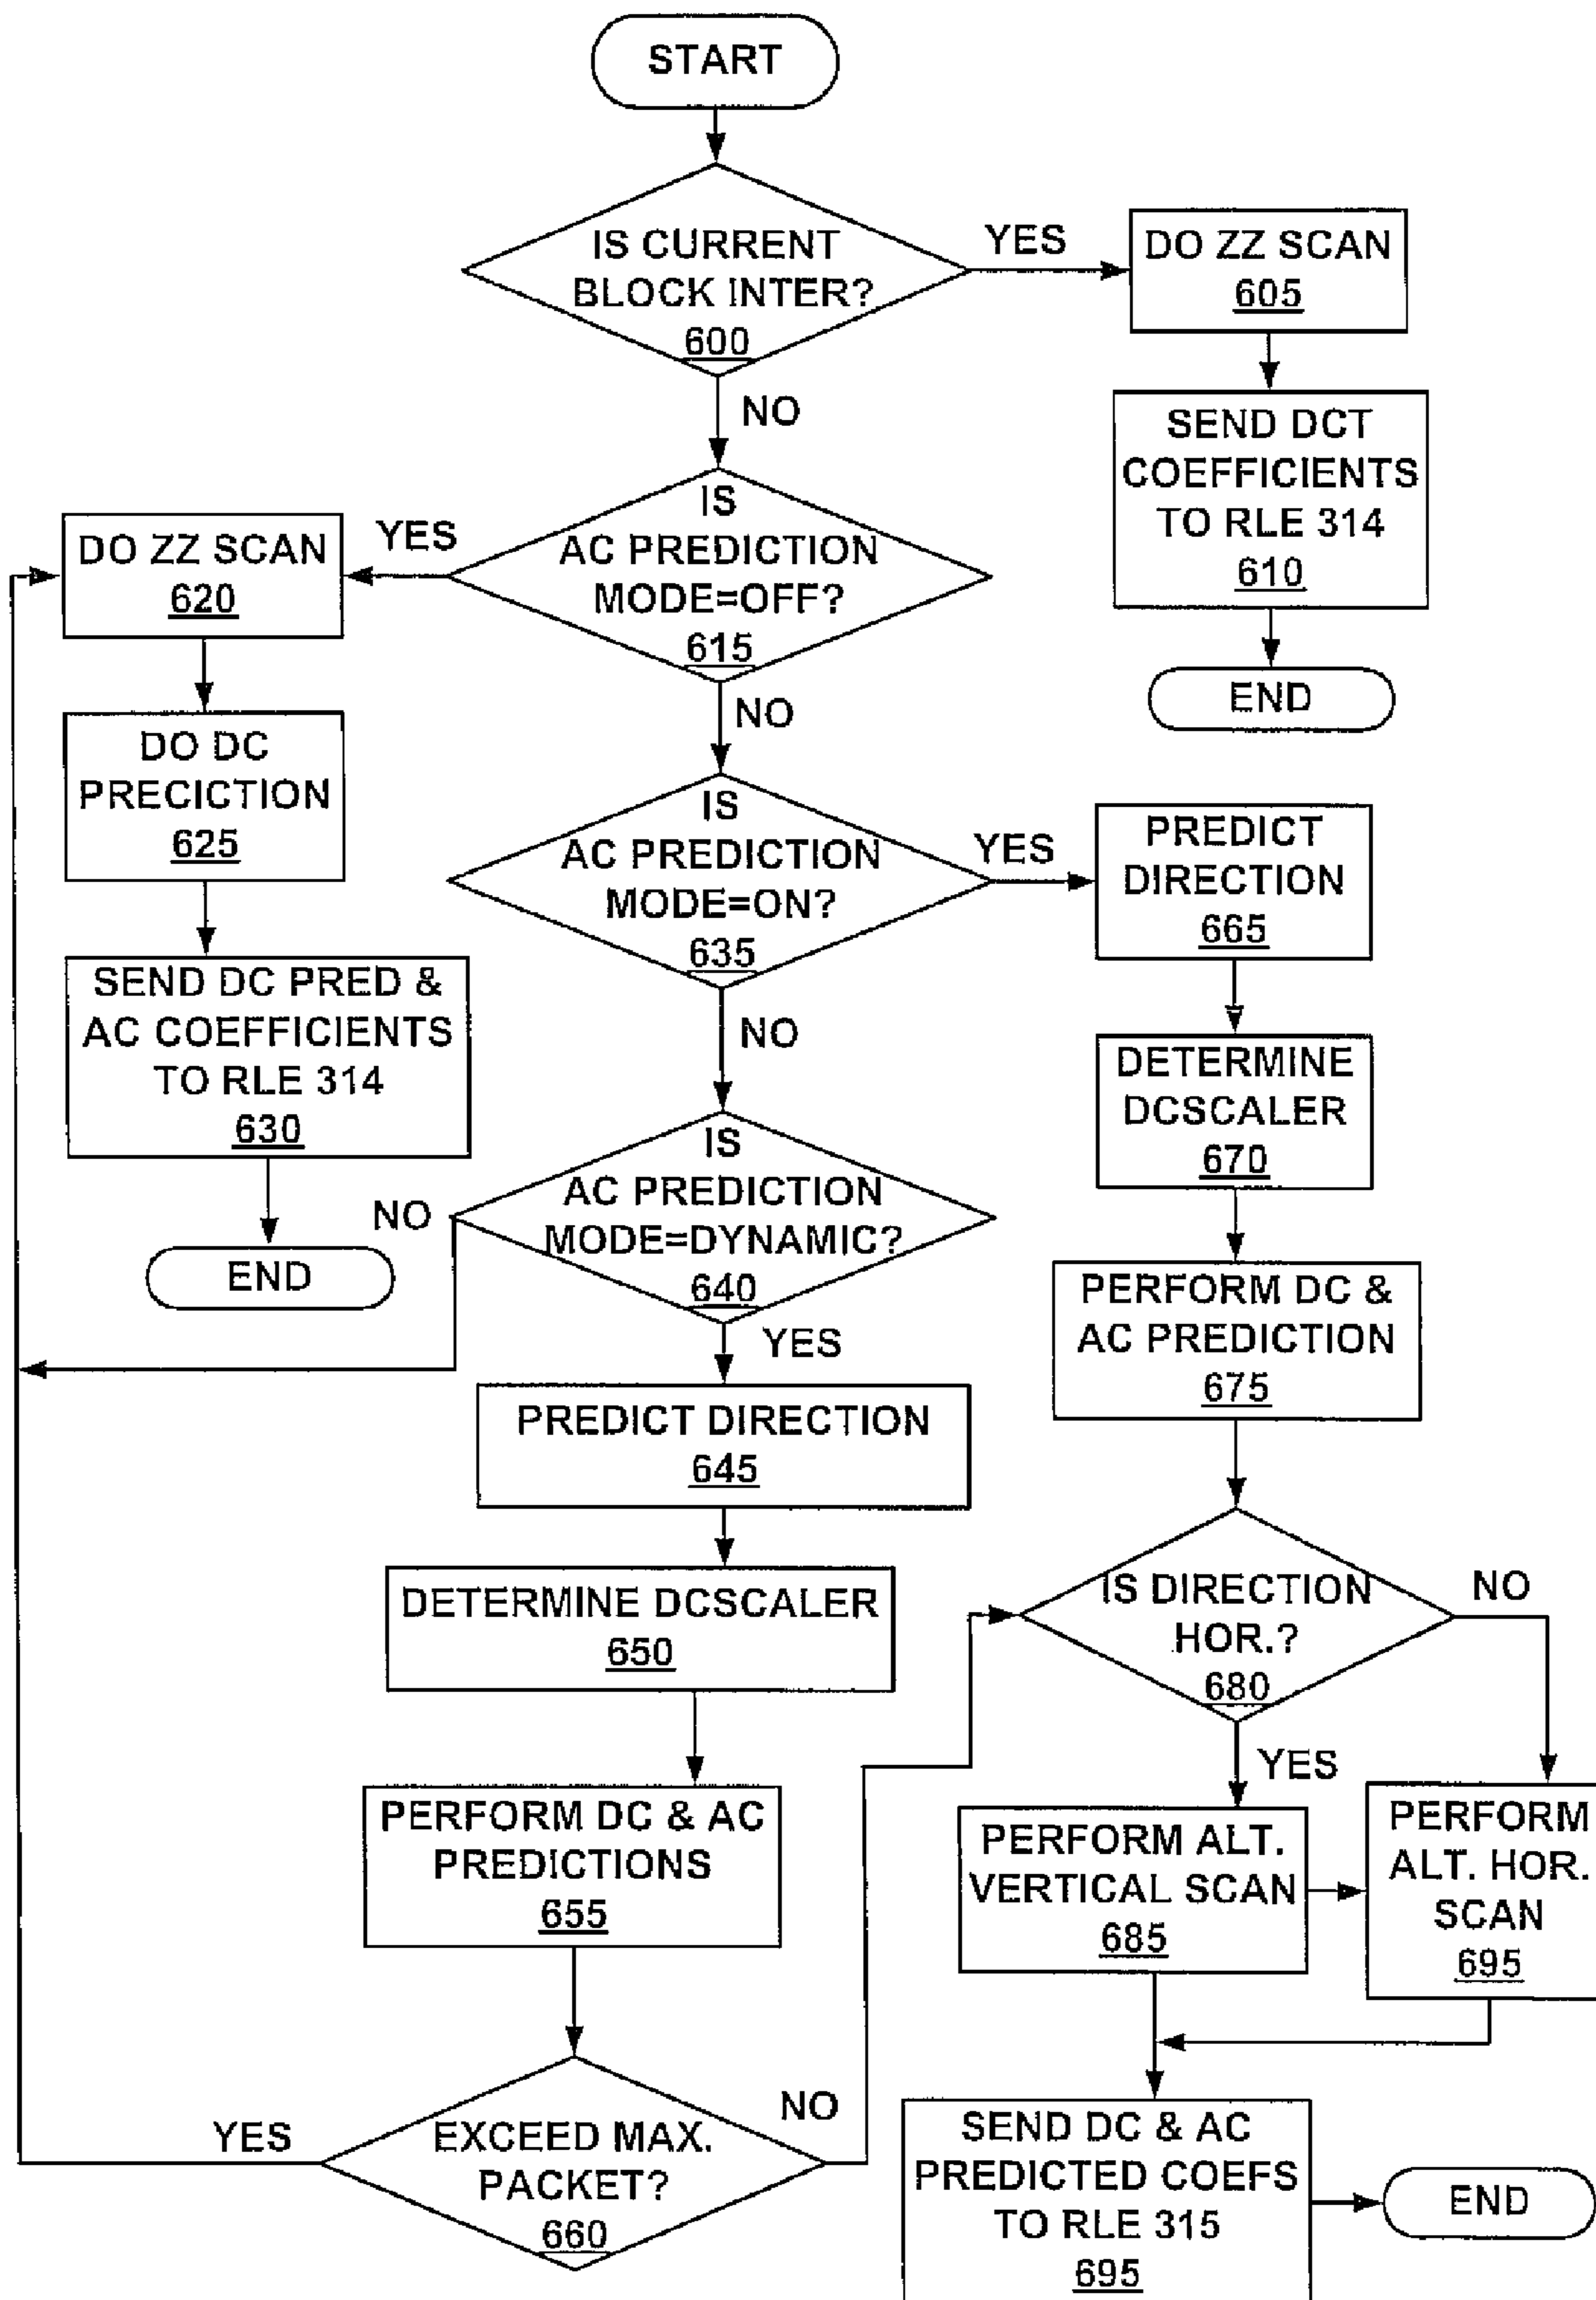 START
IS CURRENT
BLOCK INTER?
600
YES
DO ZZ SCAN
605
NO
SEND DCT
COEFFICIENTS
TO RLE 314
610
END
IS
AC PREDICTION
MODE=OFF?
615
YES
DO ZZ SCAN
620
NO
DO DC
PRECICTION
625
SEND DC PRED &
AC COEFFICIENTS
TO RLE 314
630
END
IS
AC PREDICTION
MODE=ON?
635
YES
PREDICT
DIRECTION
665
NO
DETERMINE
DCSCALER
670
IS
AC PREDICTION
MODE=DYNAMIC?
640
NO
YES
PERFORM DC &
AC PREDICTION
675
PREDICT DIRECTION
645
DETERMINE DCSCALER
650
IS DIRECTION
HOR.?
680
NO
YES
PERFORM DC & AC
PREDICTIONS
655
PERFORM ALT.
VERTICAL SCAN
685
PERFORM
ALT. HOR.
SCAN
695
EXCEED MAX.
PACKET?
660
YES
NO
SEND DC & AC
PREDICTED COEFS
TO RLE 315
695
END